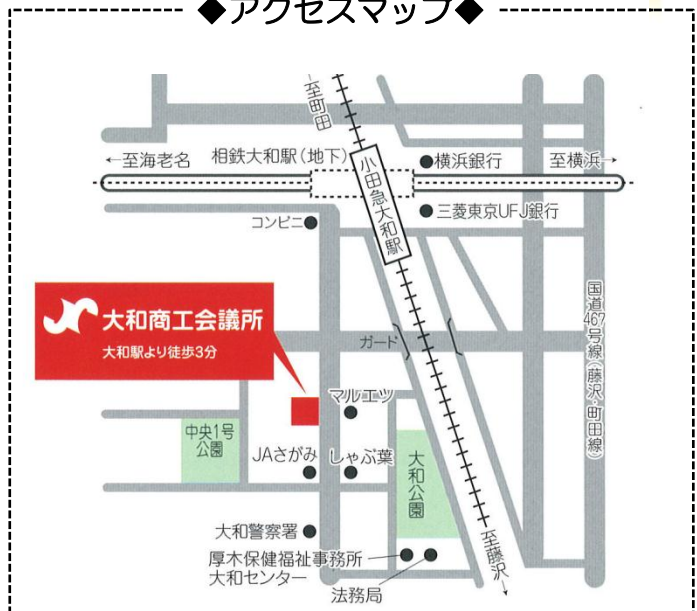 ◆アクセスマップ◆
至町田
←至海老名
相鉄大和駅(地下)
小田急大和駅
横浜銀行
至横浜→
三菱東京UFJ銀行
コンビニ
国道467号線(藤沢・町田線)
大和商工会議所
大和駅より徒歩3分
ガード
マルエツ
中央1号
公園
JAさがみ
しゃぶ葉
大和公園
大和警察署
厚木保健福祉事務所
大和センター
法務局
至藤沢→